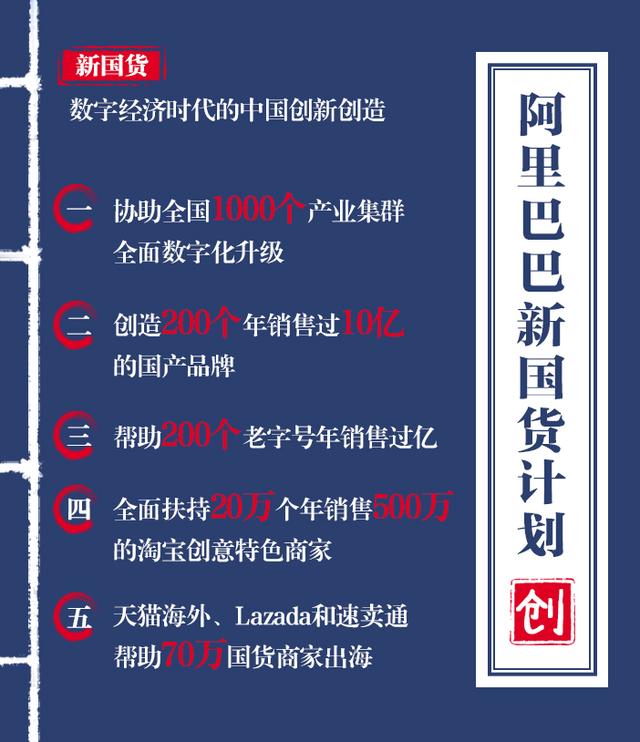 新国货
数字经济时代的中国创新创造
一 协助全国1000个产业集群
全面数字化升级
二 创造200个年销售过10亿
的国产品牌
三 帮助200个老字号年销售过亿
四 全面扶持20万个年销售500万
的淘宝创意特色商家
五 天猫海外、Lazada和速卖通
帮助70万国货商家出海
阿里巴巴新国货计划
创